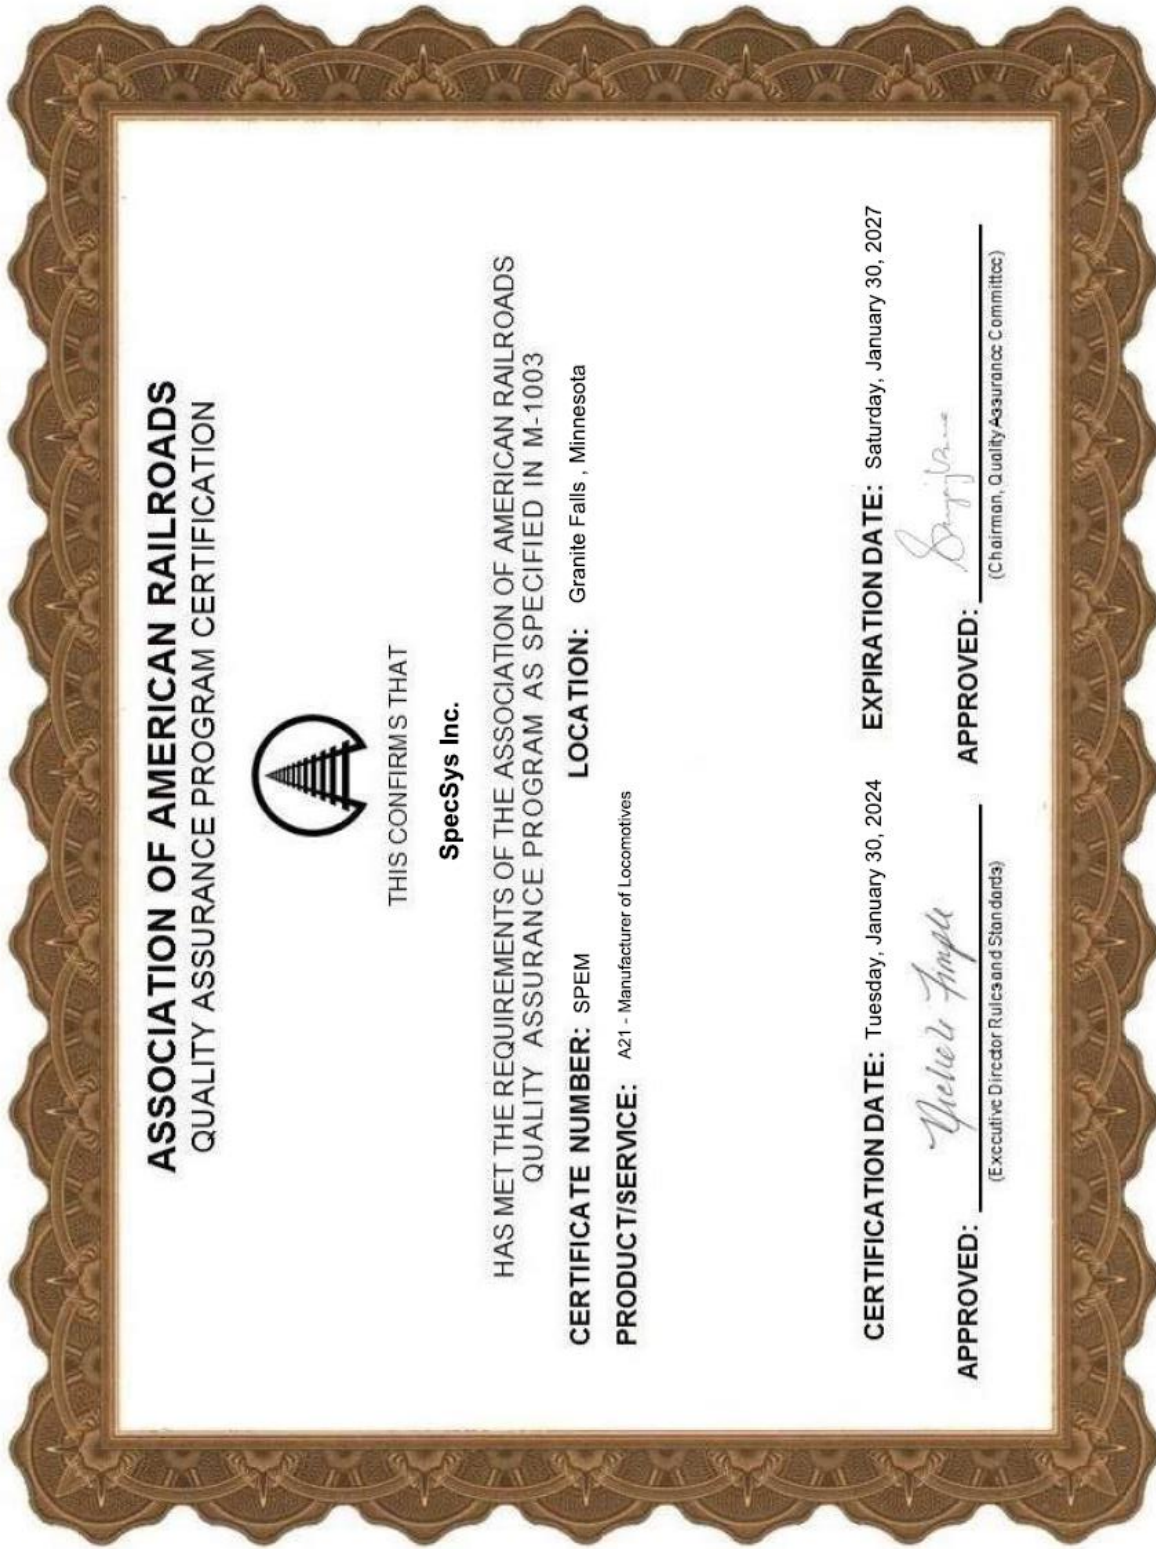 ASSOCIATION OF AMERICAN RAILROADS
QUALITY ASSURANCE PROGRAM CERTIFICATION
THIS CONFIRMS THAT
SpecSys Inc.
HAS MET THE REQUIREMENTS OF THE ASSOCIATION OF AMERICAN RAILROADS
QUALITY ASSURANCE PROGRAM AS SPECIFIED IN M-1003
CERTIFICATE NUMBER: SPEM LOCATION: Granite Falls , Minnesota
PRODUCT/SERVICE: A21 - Manufacturer of Locomotives
CERTIFICATION DATE: Tuesday, January 30, 2024 EXPIRATION DATE: Saturday, January 30, 2027
APPROVED: APPROVED:
(Executive Director Rules and Standards) (Chairman, Quality Assurance Committee)